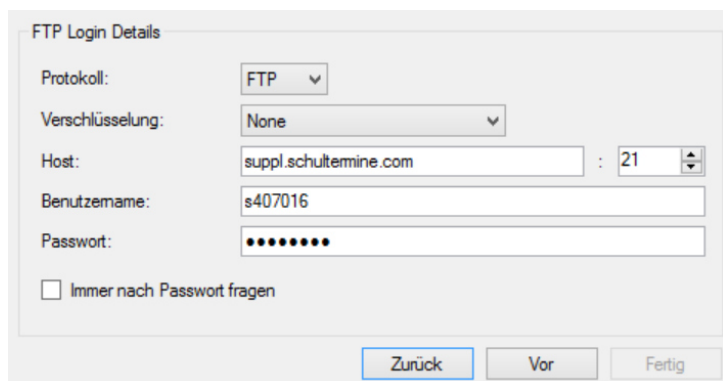 FTP Login Details
Protokoll: FTP
Verschlüsselung: None
Host: suppl.schultermine.com : 21
Benutzername: s407016
Passwort: ••••••••
Immer nach Passwort fragen
Zurück Vor Fertig